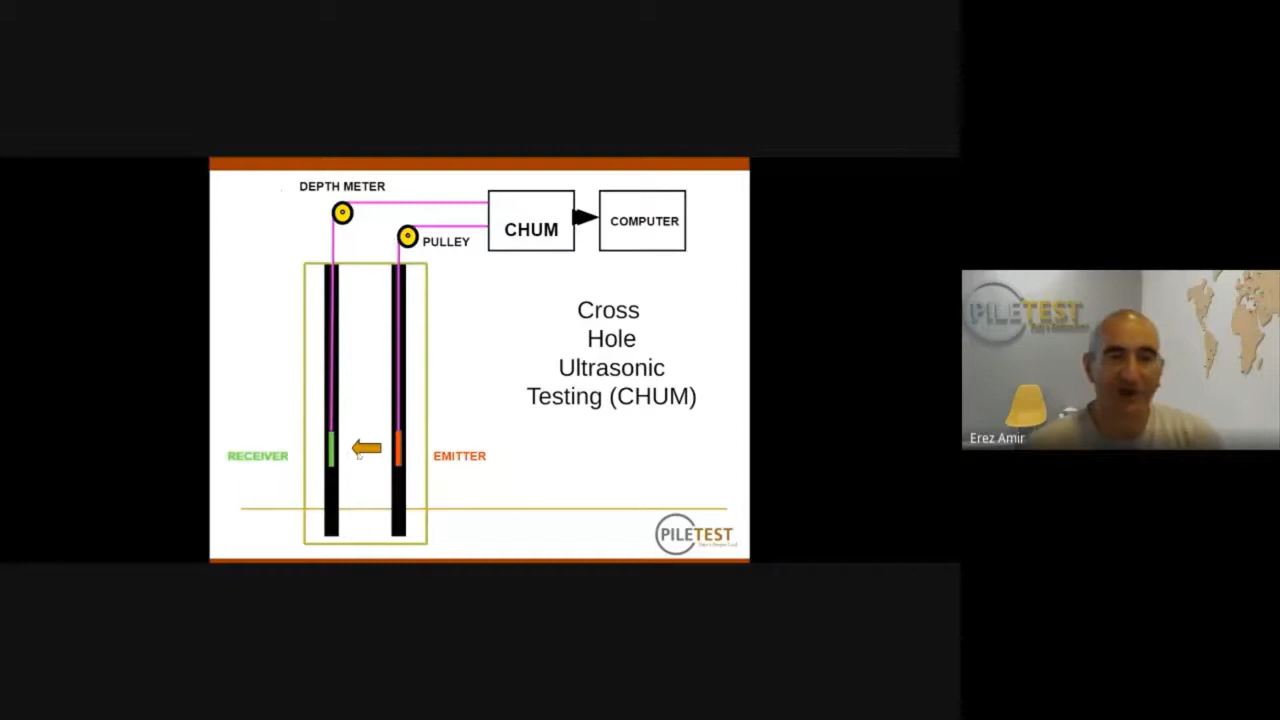 DEPTH METER
PULLEY
CHUM
COMPUTER
Cross
Hole
Ultrasonic
Testing (CHUM)
RECEIVER
EMITTER
PILETEST
PILETEST
Erez Amir